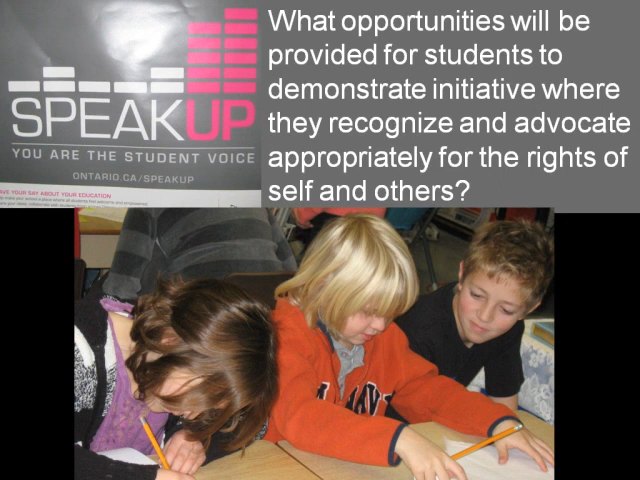 SPEAKUP
YOU ARE THE STUDENT VOICE
ONTARIO.CA/SPEAKUP
HAVE YOUR SAY ABOUT YOUR EDUCATION
What opportunities will be
provided for students to
demonstrate initiative where
they recognize and advocate
appropriately for the rights of
self and others?